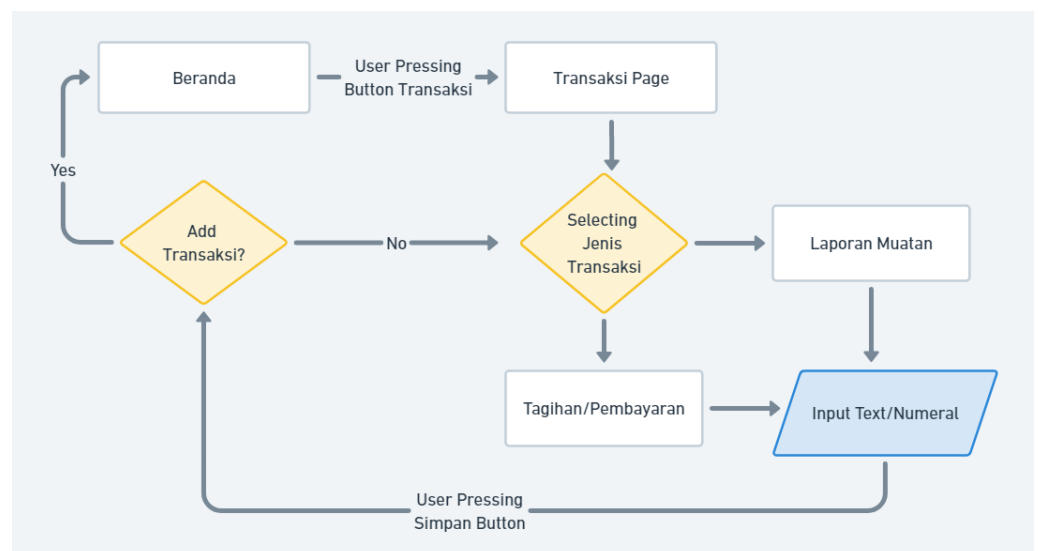 Beranda
User Pressing
Button Transaksi
Transaksi Page
Yes
Add
Transaksi?
No
Selecting
Jenis
Transaksi
Laporan Muatan
Tagihan/Pembayaran
Input Text/Numeral
User Pressing
Simpan Button